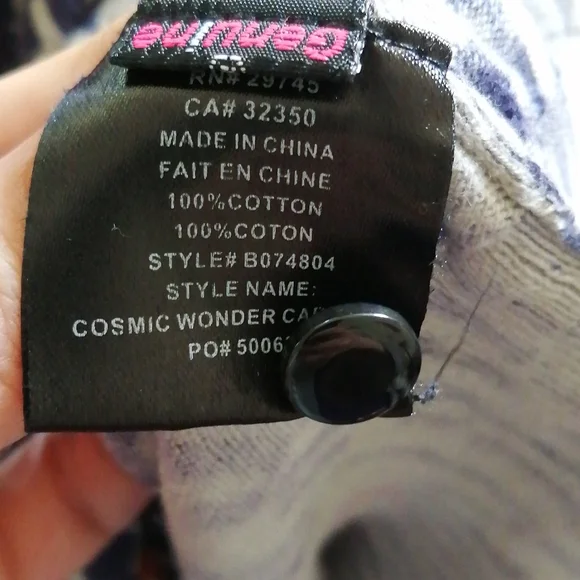 Genuine
RN# 29745
CA# 32350
MADE IN CHINA
FAIT EN CHINE
100%COTTON
100%COTON
STYLE# B074804
STYLE NAME:
COSMIC WONDER
PO#